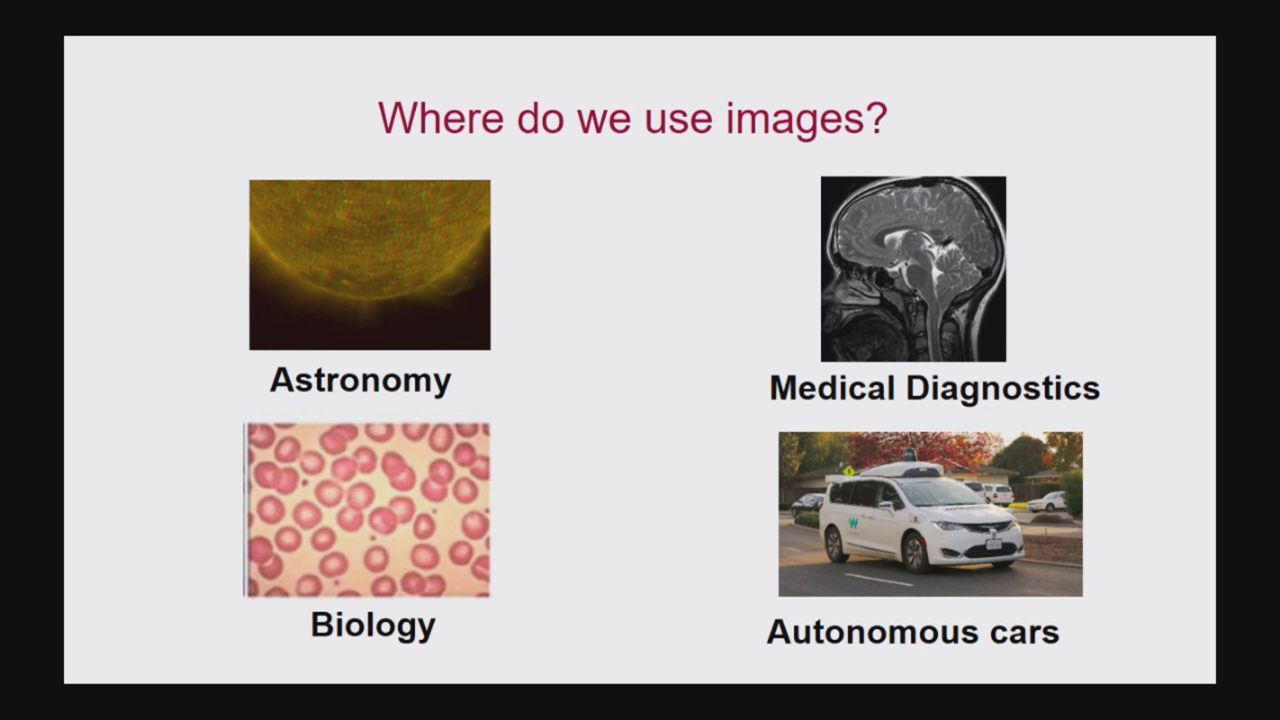 Where do we use images?
Astronomy
Medical Diagnostics
Biology
Autonomous cars